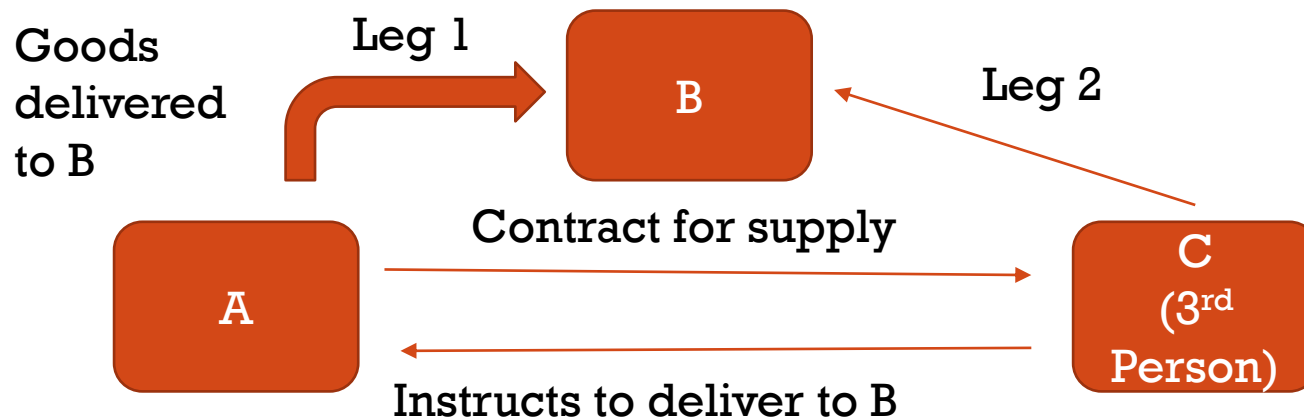 Goods
delivered
to B
Leg 1
B
Leg 2
Contract for supply
A
C
(3rd
Person)
Instructs to deliver to B